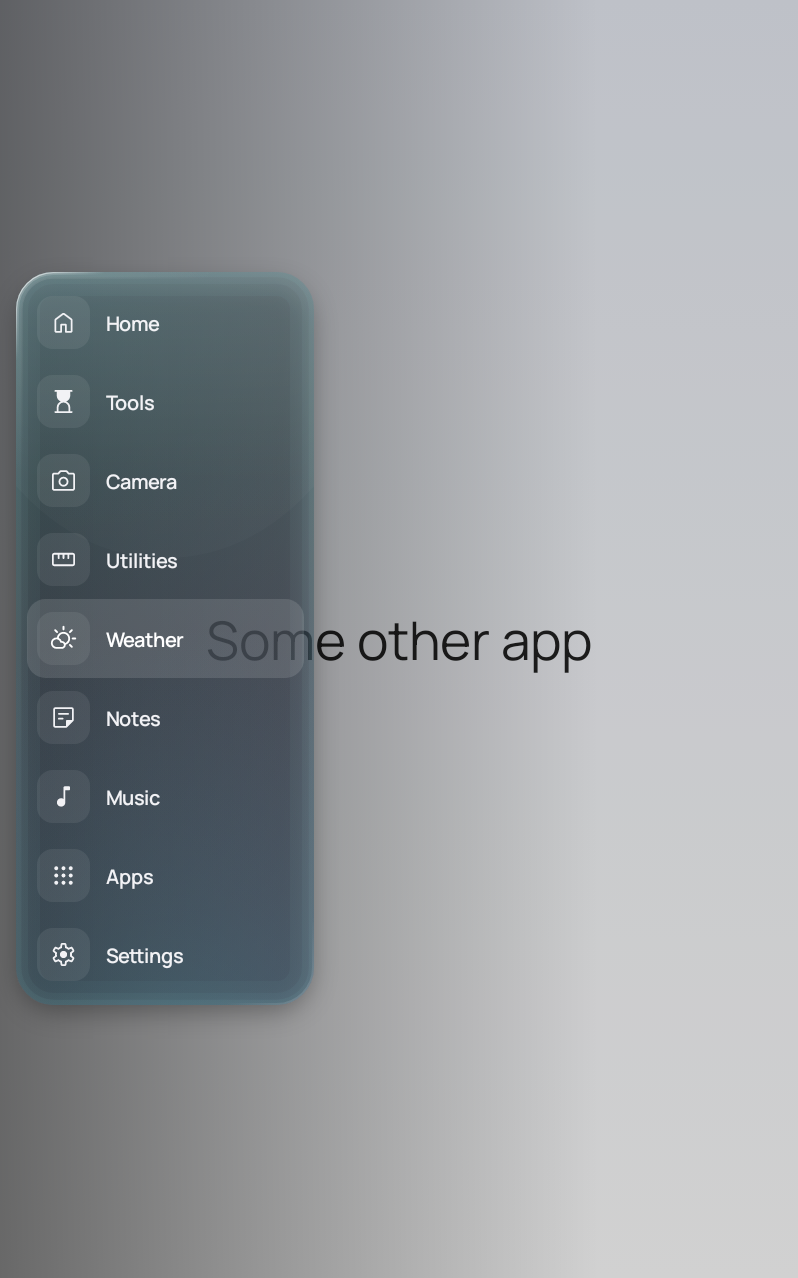 Home
Tools
Camera
Utilities
Weather
Some other app
Notes
Music
Apps
Settings